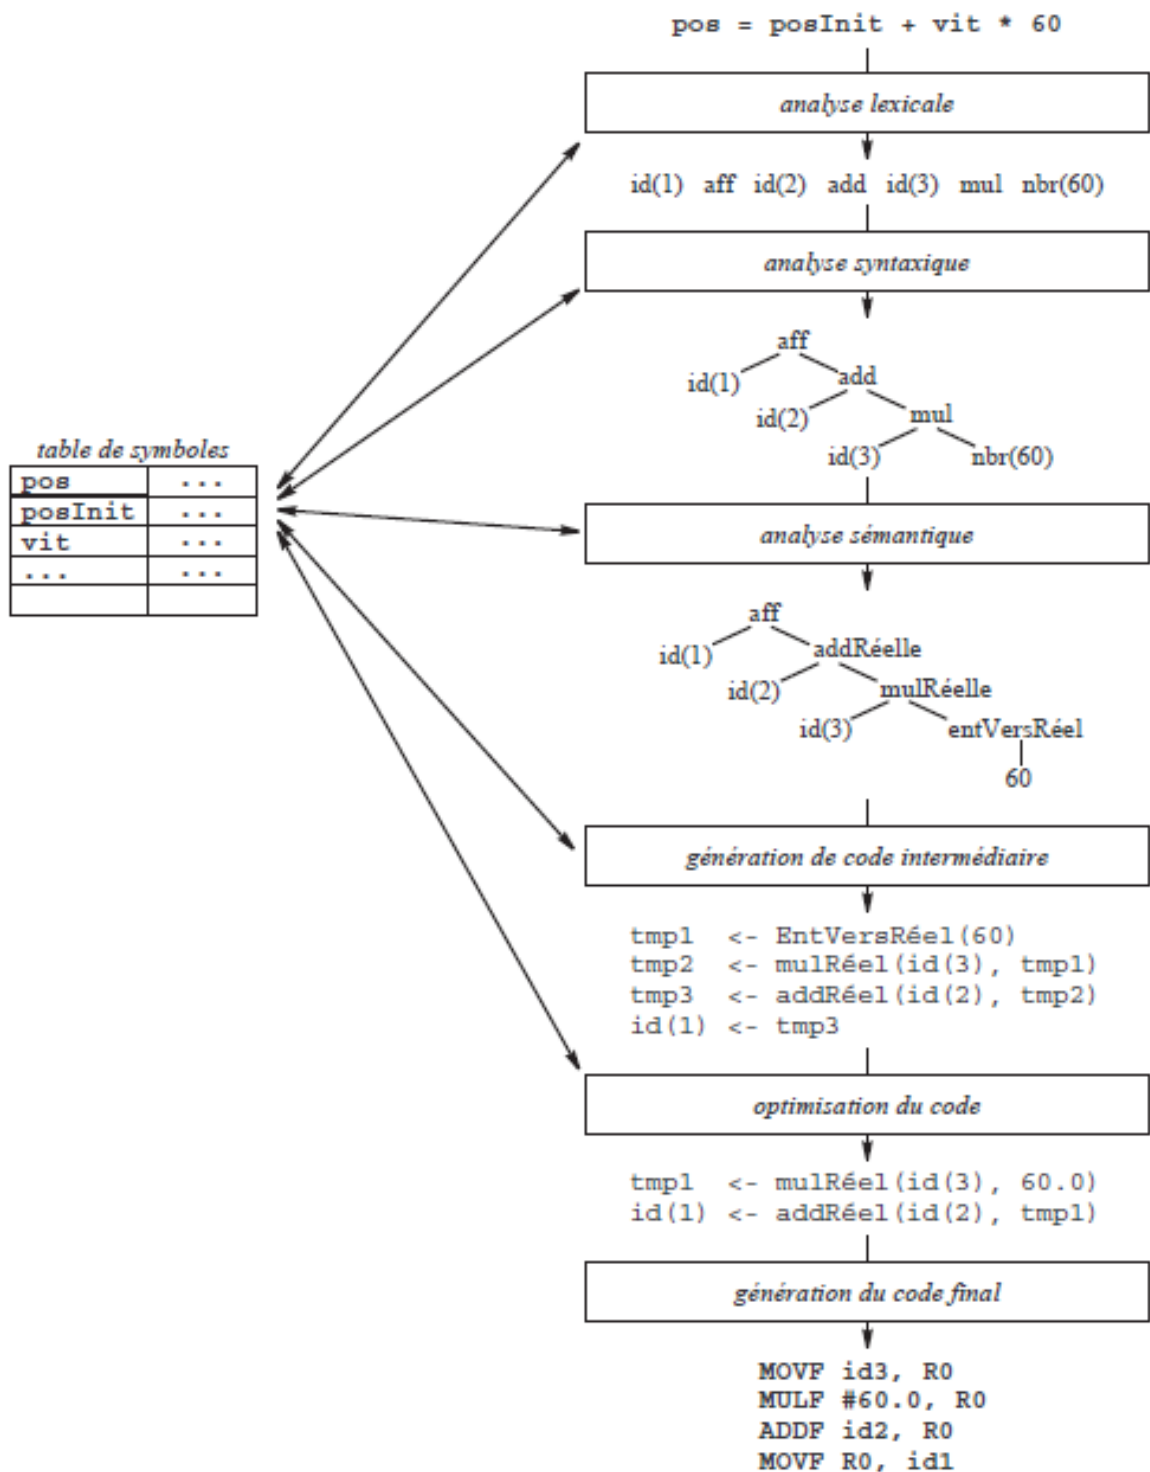 pos = posInit + vit * 60
analyse lexicale
id(1) aff id(2) add id(3) mul nbr(60)
analyse syntaxique
aff
id(1) add
id(2) mul
id(3) nbr(60)
table de symboles
pos ...
posInit ...
vit ...
... ...
analyse sémantique
aff
id(1) addRéelle
id(2) mulRéelle
id(3) entVersRéel
60
génération de code intermédiaire
tmp1 <- EntVersRéel(60)
tmp2 <- mulRéel(id(3), tmp1)
tmp3 <- addRéel(id(2), tmp2)
id(1) <- tmp3
optimisation du code
tmp1 <- mulRéel(id(3), 60.0)
id(1) <- addRéel(id(2), tmp1)
génération du code final
MOVF id3, R0
MULF #60.0, R0
ADDF id2, R0
MOVF R0, id1